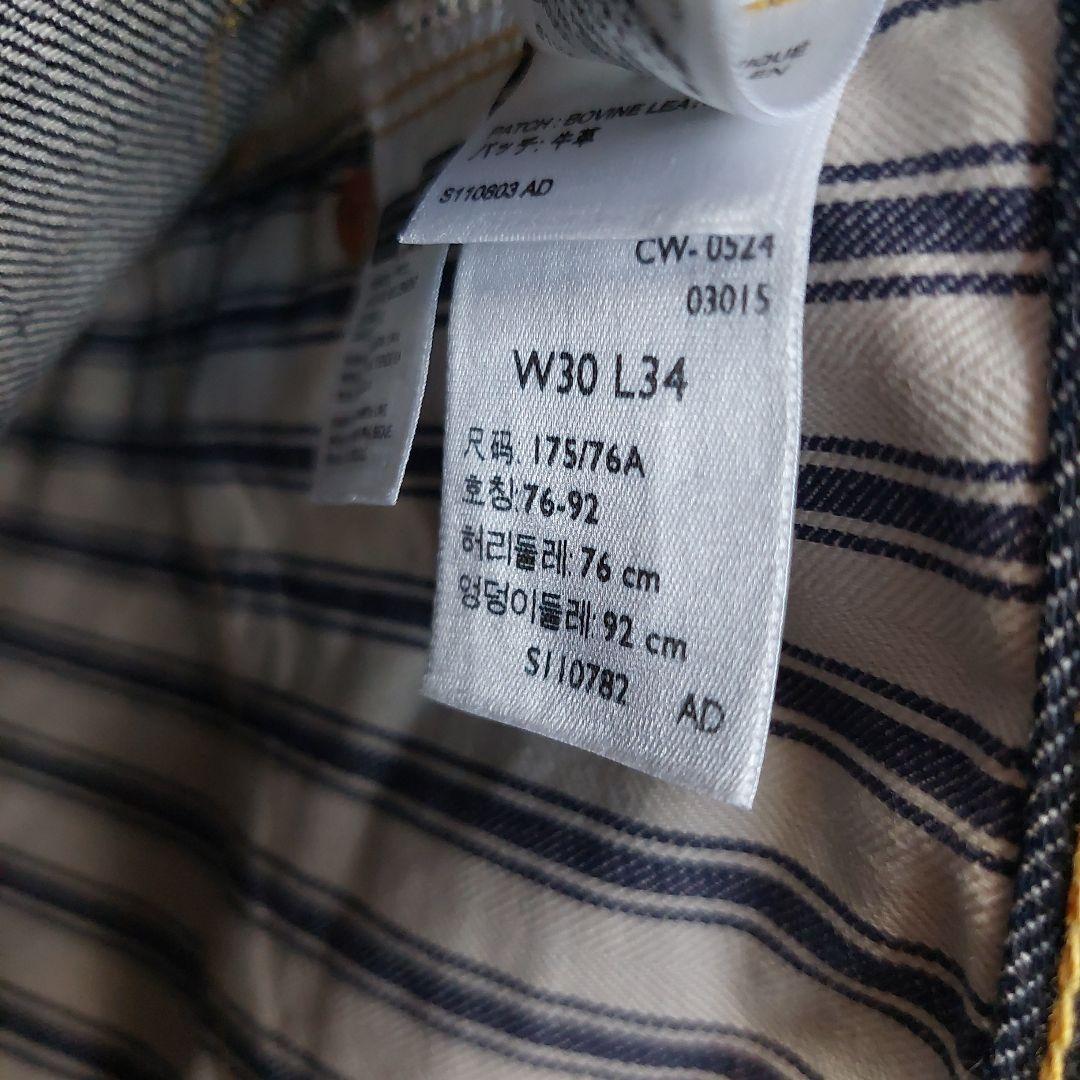 IQUE
EN
PATCH : BOVINE LEA
パッチ: 牛革
S110803 AD
CW- 0524
03015
W30 L34
尺码: 175/76A
호칭:76-92
허리둘레: 76 cm
엉덩이둘레: 92 cm
S110782 AD